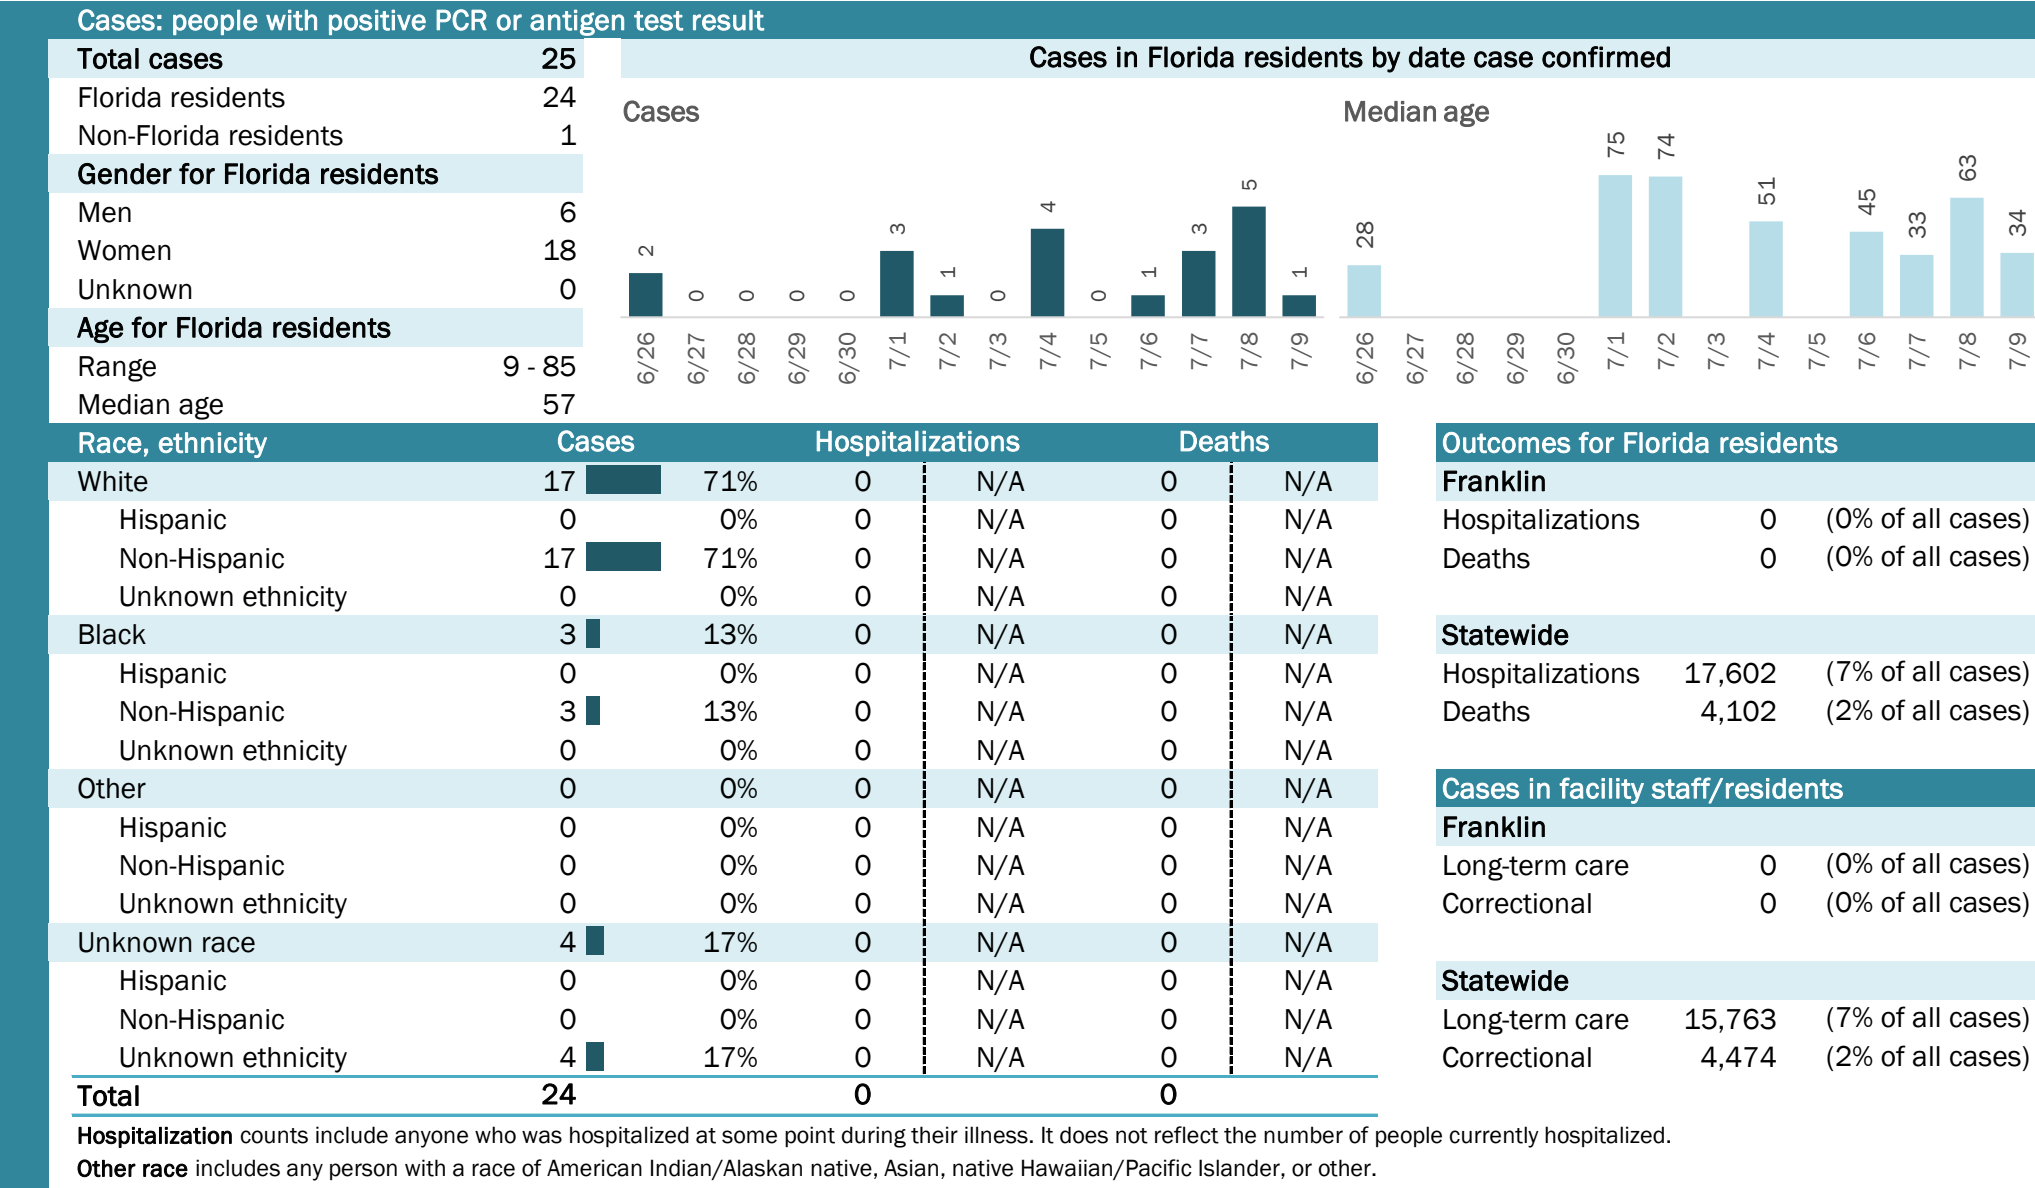 Cases: people with positive PCR or antigen test result
Total cases 25
Florida residents 24
Non-Florida residents 1
Gender for Florida residents
Men 6
Women 18
Unknown 0
Age for Florida residents
Range 9 - 85
Median age 57
Cases in Florida residents by date case confirmed
Cases
2 0 0 0 0 3 1 0 4 0 1 3 5 1
6/26 6/27 6/28 6/29 6/30 7/1 7/2 7/3 7/4 7/5 7/6 7/7 7/8 7/9
Median age
28 75 74 51 45 33 63 34
6/26 6/27 6/28 6/29 6/30 7/1 7/2 7/3 7/4 7/5 7/6 7/7 7/8 7/9
Race, ethnicity Cases Hospitalizations Deaths
White 17 71% 0 N/A 0 N/A
Hispanic 0 0% 0 N/A 0 N/A
Non-Hispanic 17 71% 0 N/A 0 N/A
Unknown ethnicity 0 0% 0 N/A 0 N/A
Black 3 13% 0 N/A 0 N/A
Hispanic 0 0% 0 N/A 0 N/A
Non-Hispanic 3 13% 0 N/A 0 N/A
Unknown ethnicity 0 0% 0 N/A 0 N/A
Other 0 0% 0 N/A 0 N/A
Hispanic 0 0% 0 N/A 0 N/A
Non-Hispanic 0 0% 0 N/A 0 N/A
Unknown ethnicity 0 0% 0 N/A 0 N/A
Unknown race 4 17% 0 N/A 0 N/A
Hispanic 0 0% 0 N/A 0 N/A
Non-Hispanic 0 0% 0 N/A 0 N/A
Unknown ethnicity 4 17% 0 N/A 0 N/A
Total 24 0 0
Outcomes for Florida residents
Franklin
Hospitalizations 0 (0% of all cases)
Deaths 0 (0% of all cases)
Statewide
Hospitalizations 17,602 (7% of all cases)
Deaths 4,102 (2% of all cases)
Cases in facility staff/residents
Franklin
Long-term care 0 (0% of all cases)
Correctional 0 (0% of all cases)
Statewide
Long-term care 15,763 (7% of all cases)
Correctional 4,474 (2% of all cases)
Hospitalization counts include anyone who was hospitalized at some point during their illness. It does not reflect the number of people currently hospitalized.
Other race includes any person with a race of American Indian/Alaskan native, Asian, native Hawaiian/Pacific Islander, or other.